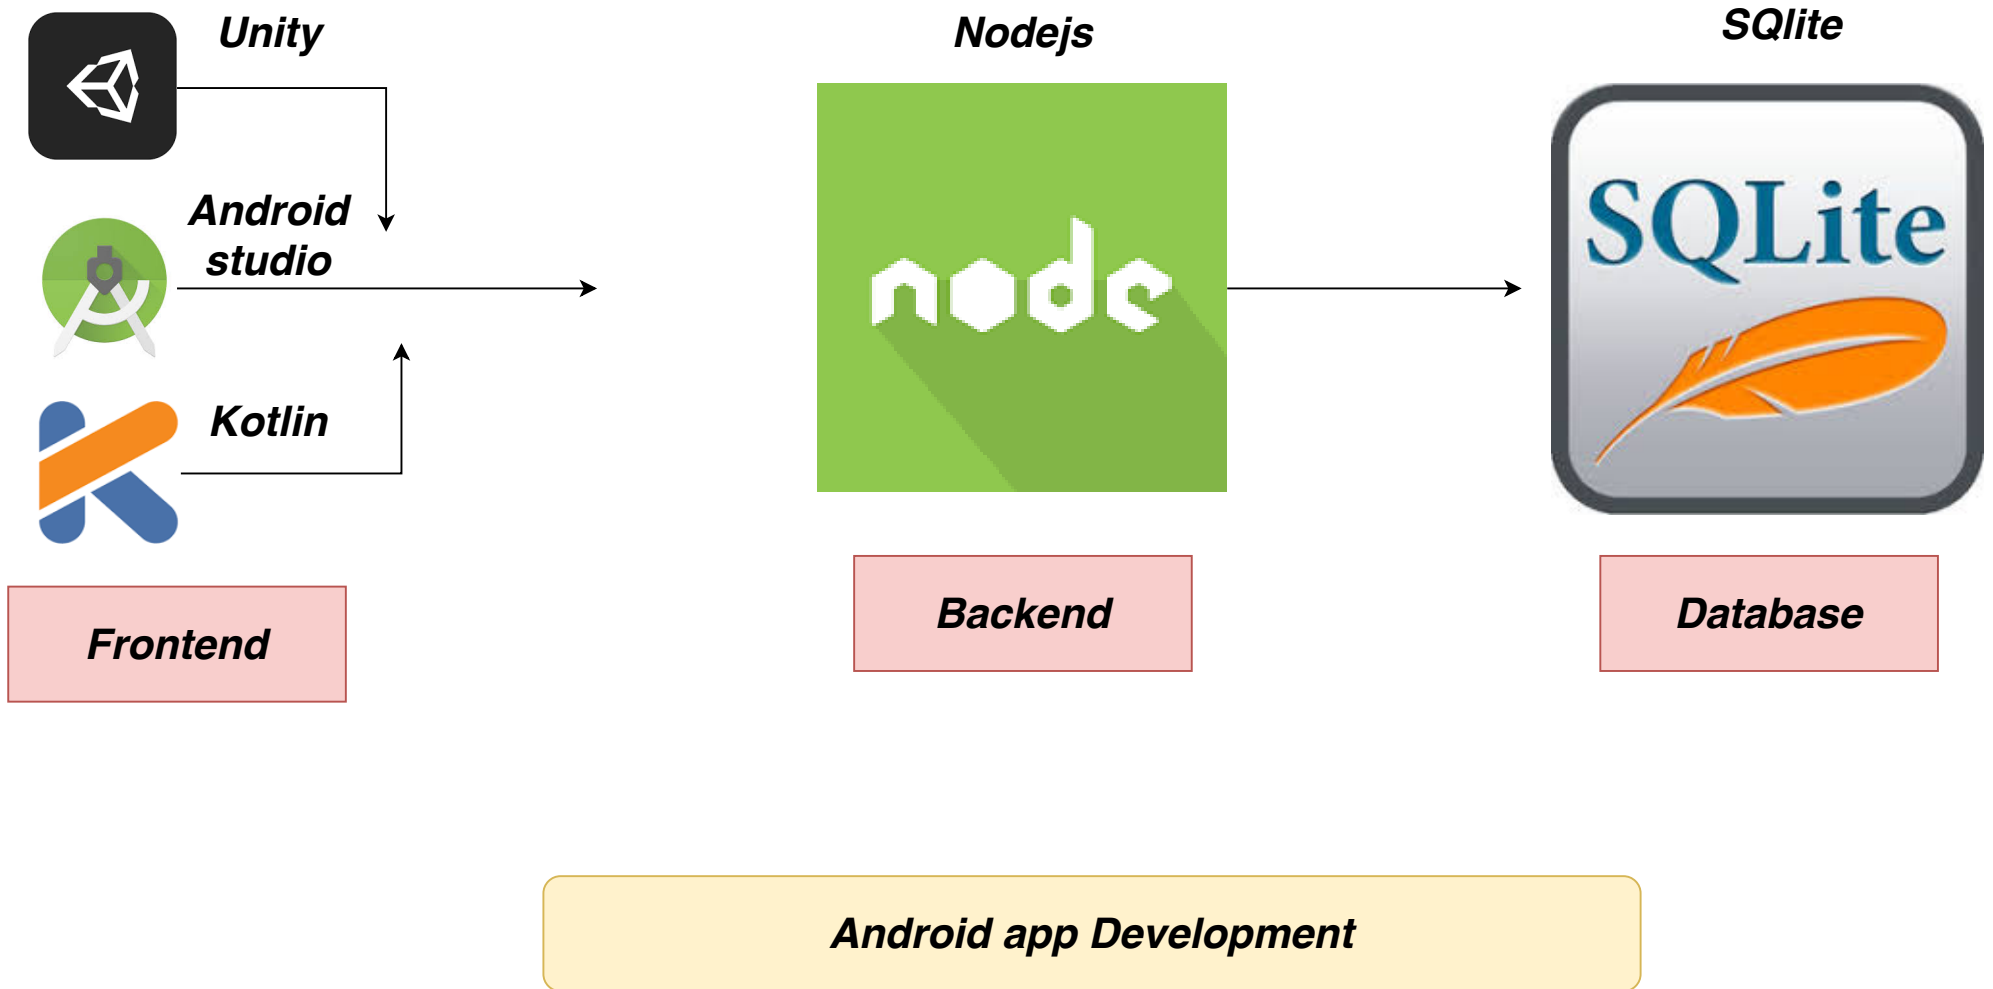 Unity
Nodejs
SQlite
Android
studio
node
SQLite
Kotlin
Frontend
Backend
Database
Android app Development